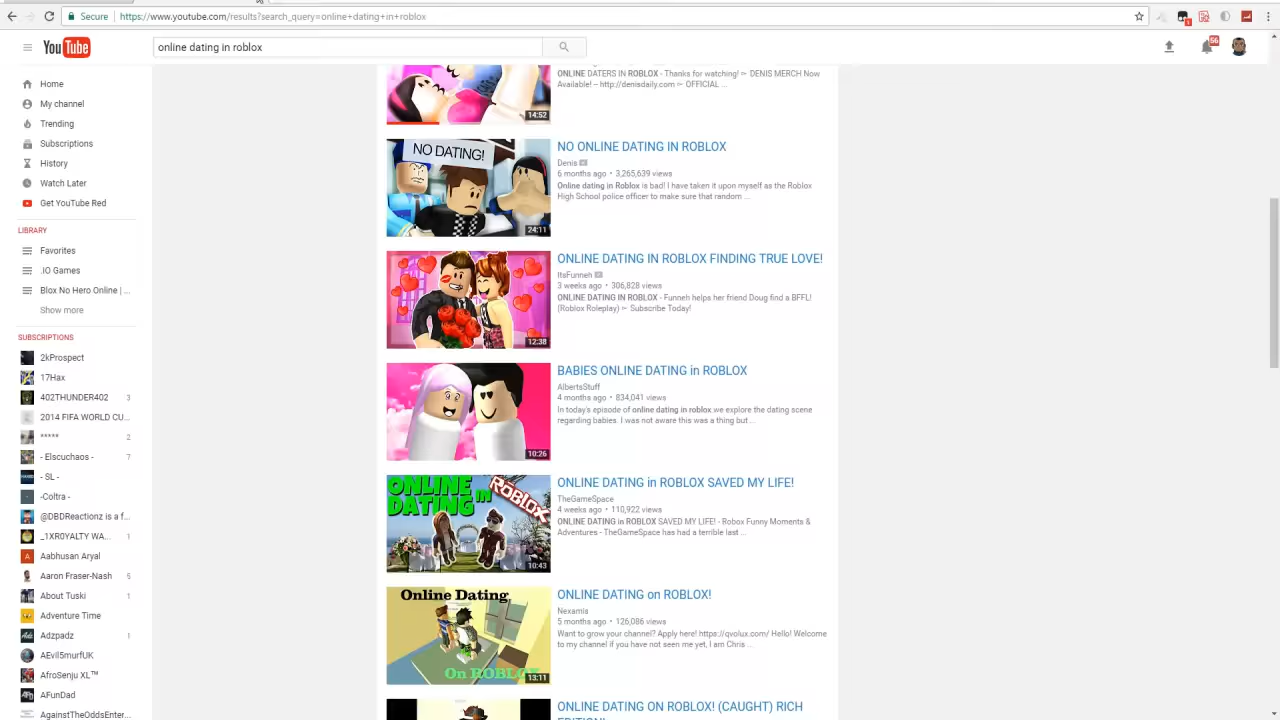 Secure
https://www.youtube.com/results?search_query=online+dating+in+roblox
YouTube
online dating in roblox
56
Home
My channel
Trending
Subscriptions
History
Watch Later
Get YouTube Red
LIBRARY
Favorites
.IO Games
Blox No Hero Online | ...
Show more
SUBSCRIPTIONS
2kProspect
17Hax
402THUNDER402 3
2014 FIFA WORLD CU...
***** 2
- Elscuchaos - 7
- SL -
-Coltra -
@DBDReactionz is a f...
_1XR0YALTY WA... 1
Aabhusan Aryal
Aaron Fraser-Nash 5
About Tuski 1
Adventure Time
Adzpadz 1
AEvil5murfUK
AfroSenju XL™
AFunDad
AgainstTheOddsEnter...
ONLINE DATERS IN ROBLOX - Thanks for watching! ➣ DENIS MERCH Now
Available! – http://denisdaily.com ➣ OFFICIAL ...
14:52
NO DATING!
24:11
NO ONLINE DATING IN ROBLOX
Denis
6 months ago • 3,265,639 views
Online dating in Roblox is bad! I have taken it upon myself as the Roblox
High School police officer to make sure that random ...
12:38
ONLINE DATING IN ROBLOX FINDING TRUE LOVE!
ItsFunneh
3 weeks ago • 306,828 views
ONLINE DATING IN ROBLOX - Funneh helps her friend Doug find a BFFL!
(Roblox Roleplay) ➣ Subscribe Today!
10:26
BABIES ONLINE DATING in ROBLOX
AlbertsStuff
4 months ago • 834,041 views
In today's episode of online dating in roblox we explore the dating scene
regarding babies. I was not aware this was a thing but ...
ONLINE
DATING IN
ROBLOX
10:43
ONLINE DATING in ROBLOX SAVED MY LIFE!
TheGameSpace
4 weeks ago • 110,922 views
ONLINE DATING in ROBLOX SAVED MY LIFE! - Robox Funny Moments &
Adventures - TheGameSpace has had a terrible last ...
Online Dating
On ROBLOX
13:11
ONLINE DATING on ROBLOX!
Nexamia
5 months ago • 126,086 views
Want to grow your channel? Apply here! https://qvolux.com/ Hello! Welcome
to my channel if you have not seen me yet, I am Chris ...
ONLINE DATING ON ROBLOX! (CAUGHT) RICH
EDITION!